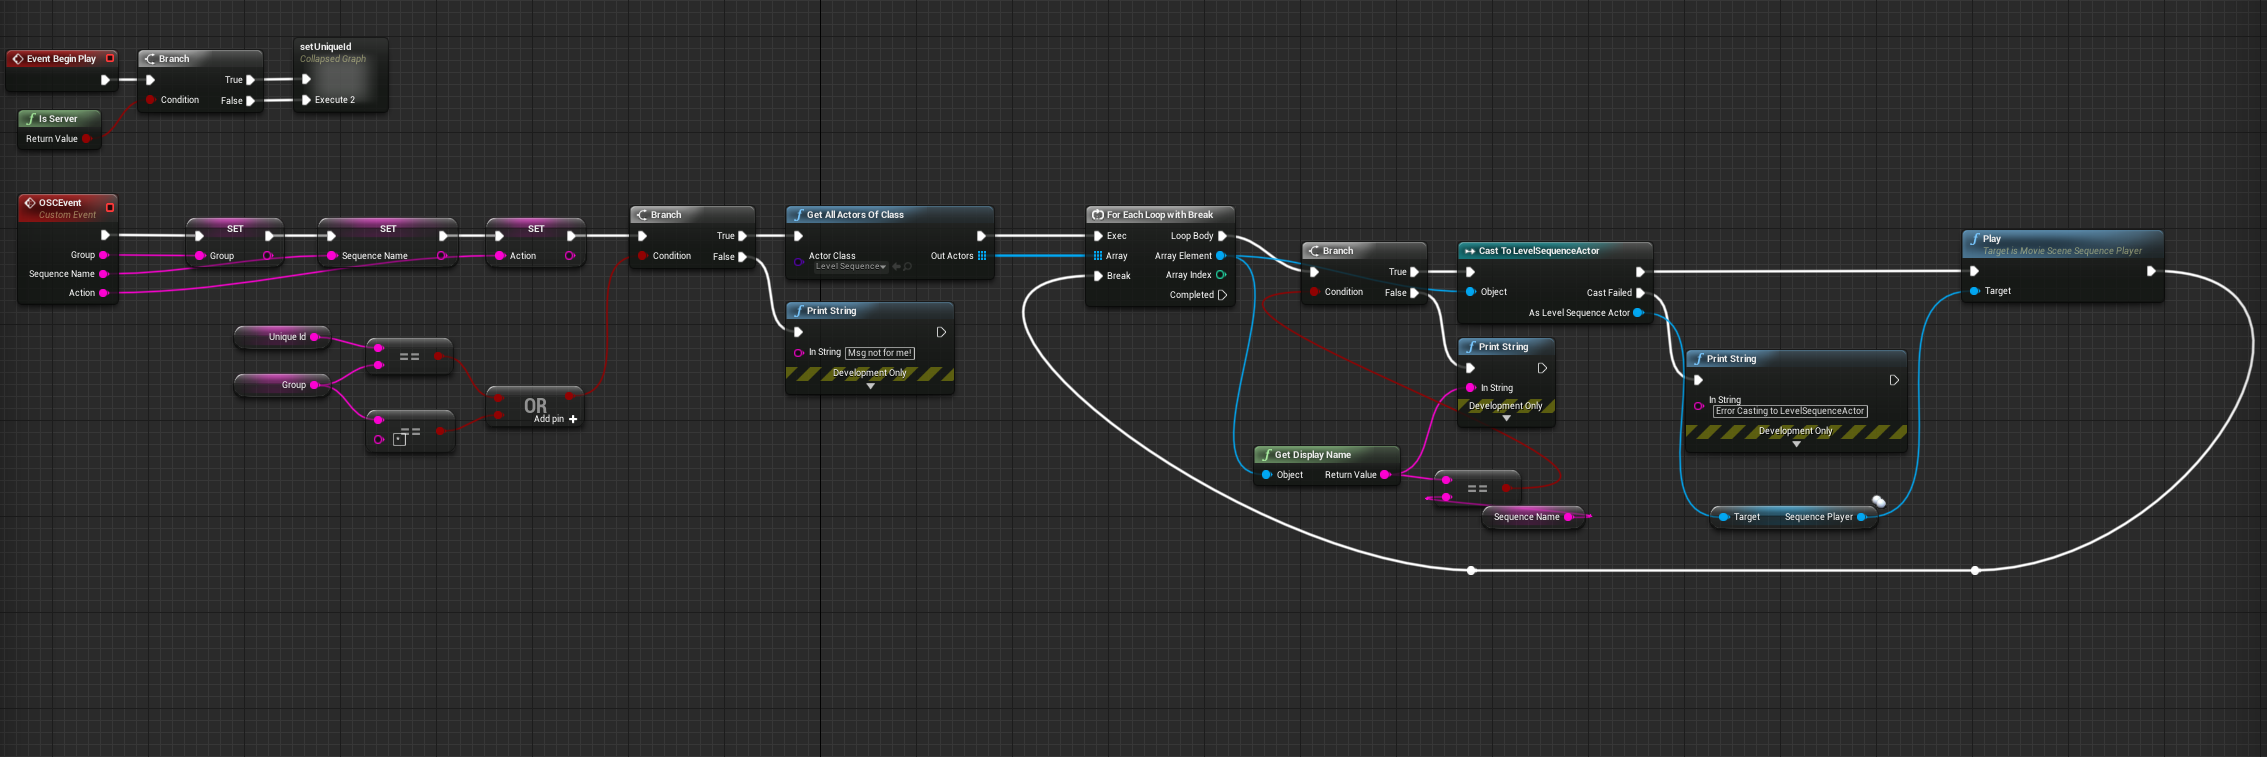 Event Begin Play
Branch
True
Condition
False
setUniqueId
Collapsed Graph
Execute 2
Is Server
Return Value
OSCEvent
Custom Event
Group
Sequence Name
Action
SET
Group
SET
Sequence Name
SET
Action
Unique Id
Group
==
==
OR
Add pin +
Branch
True
Condition
False
Get All Actors Of Class
Actor Class
Level Sequence
Out Actors
Print String
In String Msg not for me!
Development Only
For Each Loop with Break
Exec
Loop Body
Array
Array Element
Break
Array Index
Completed
Branch
True
Condition
False
Cast To LevelSequenceActor
Object
Cast Failed
As Level Sequence Actor
Print String
In String
Development Only
Get Display Name
Object
Return Value
==
Sequence Name
Print String
In String
Error Casting to LevelSequenceActor
Development Only
Target
Sequence Player
Play
Target is Movie Scene Sequence Player
Target